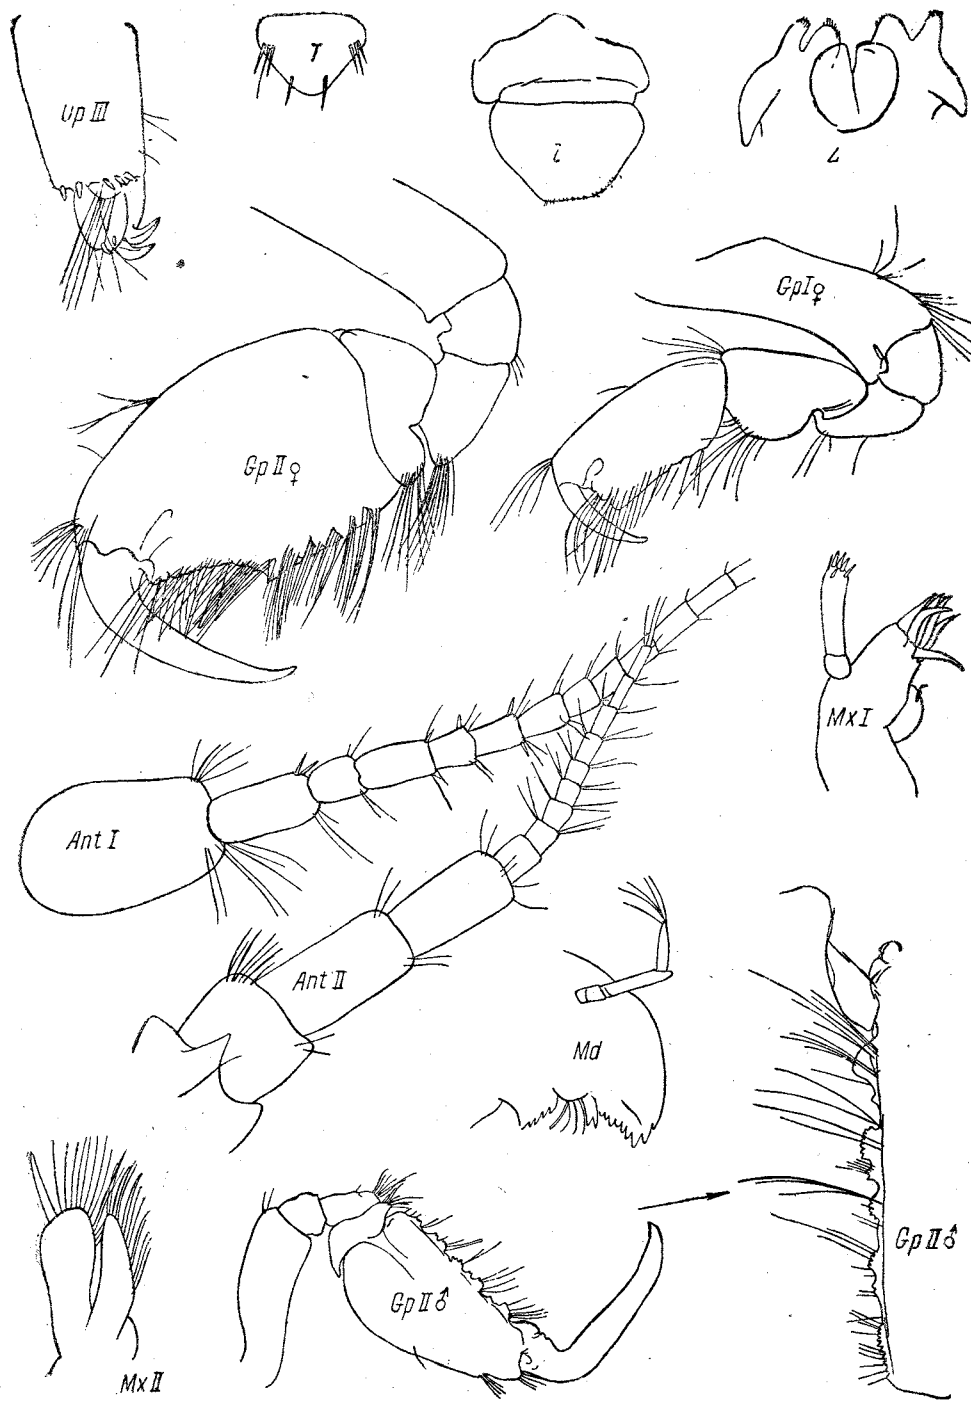 Up III
T
l
L
Gp I ♀
Gp II ♀
Mx I
Ant I
Ant II
Md
Gp II ♂
Gp II ♂
Mx II